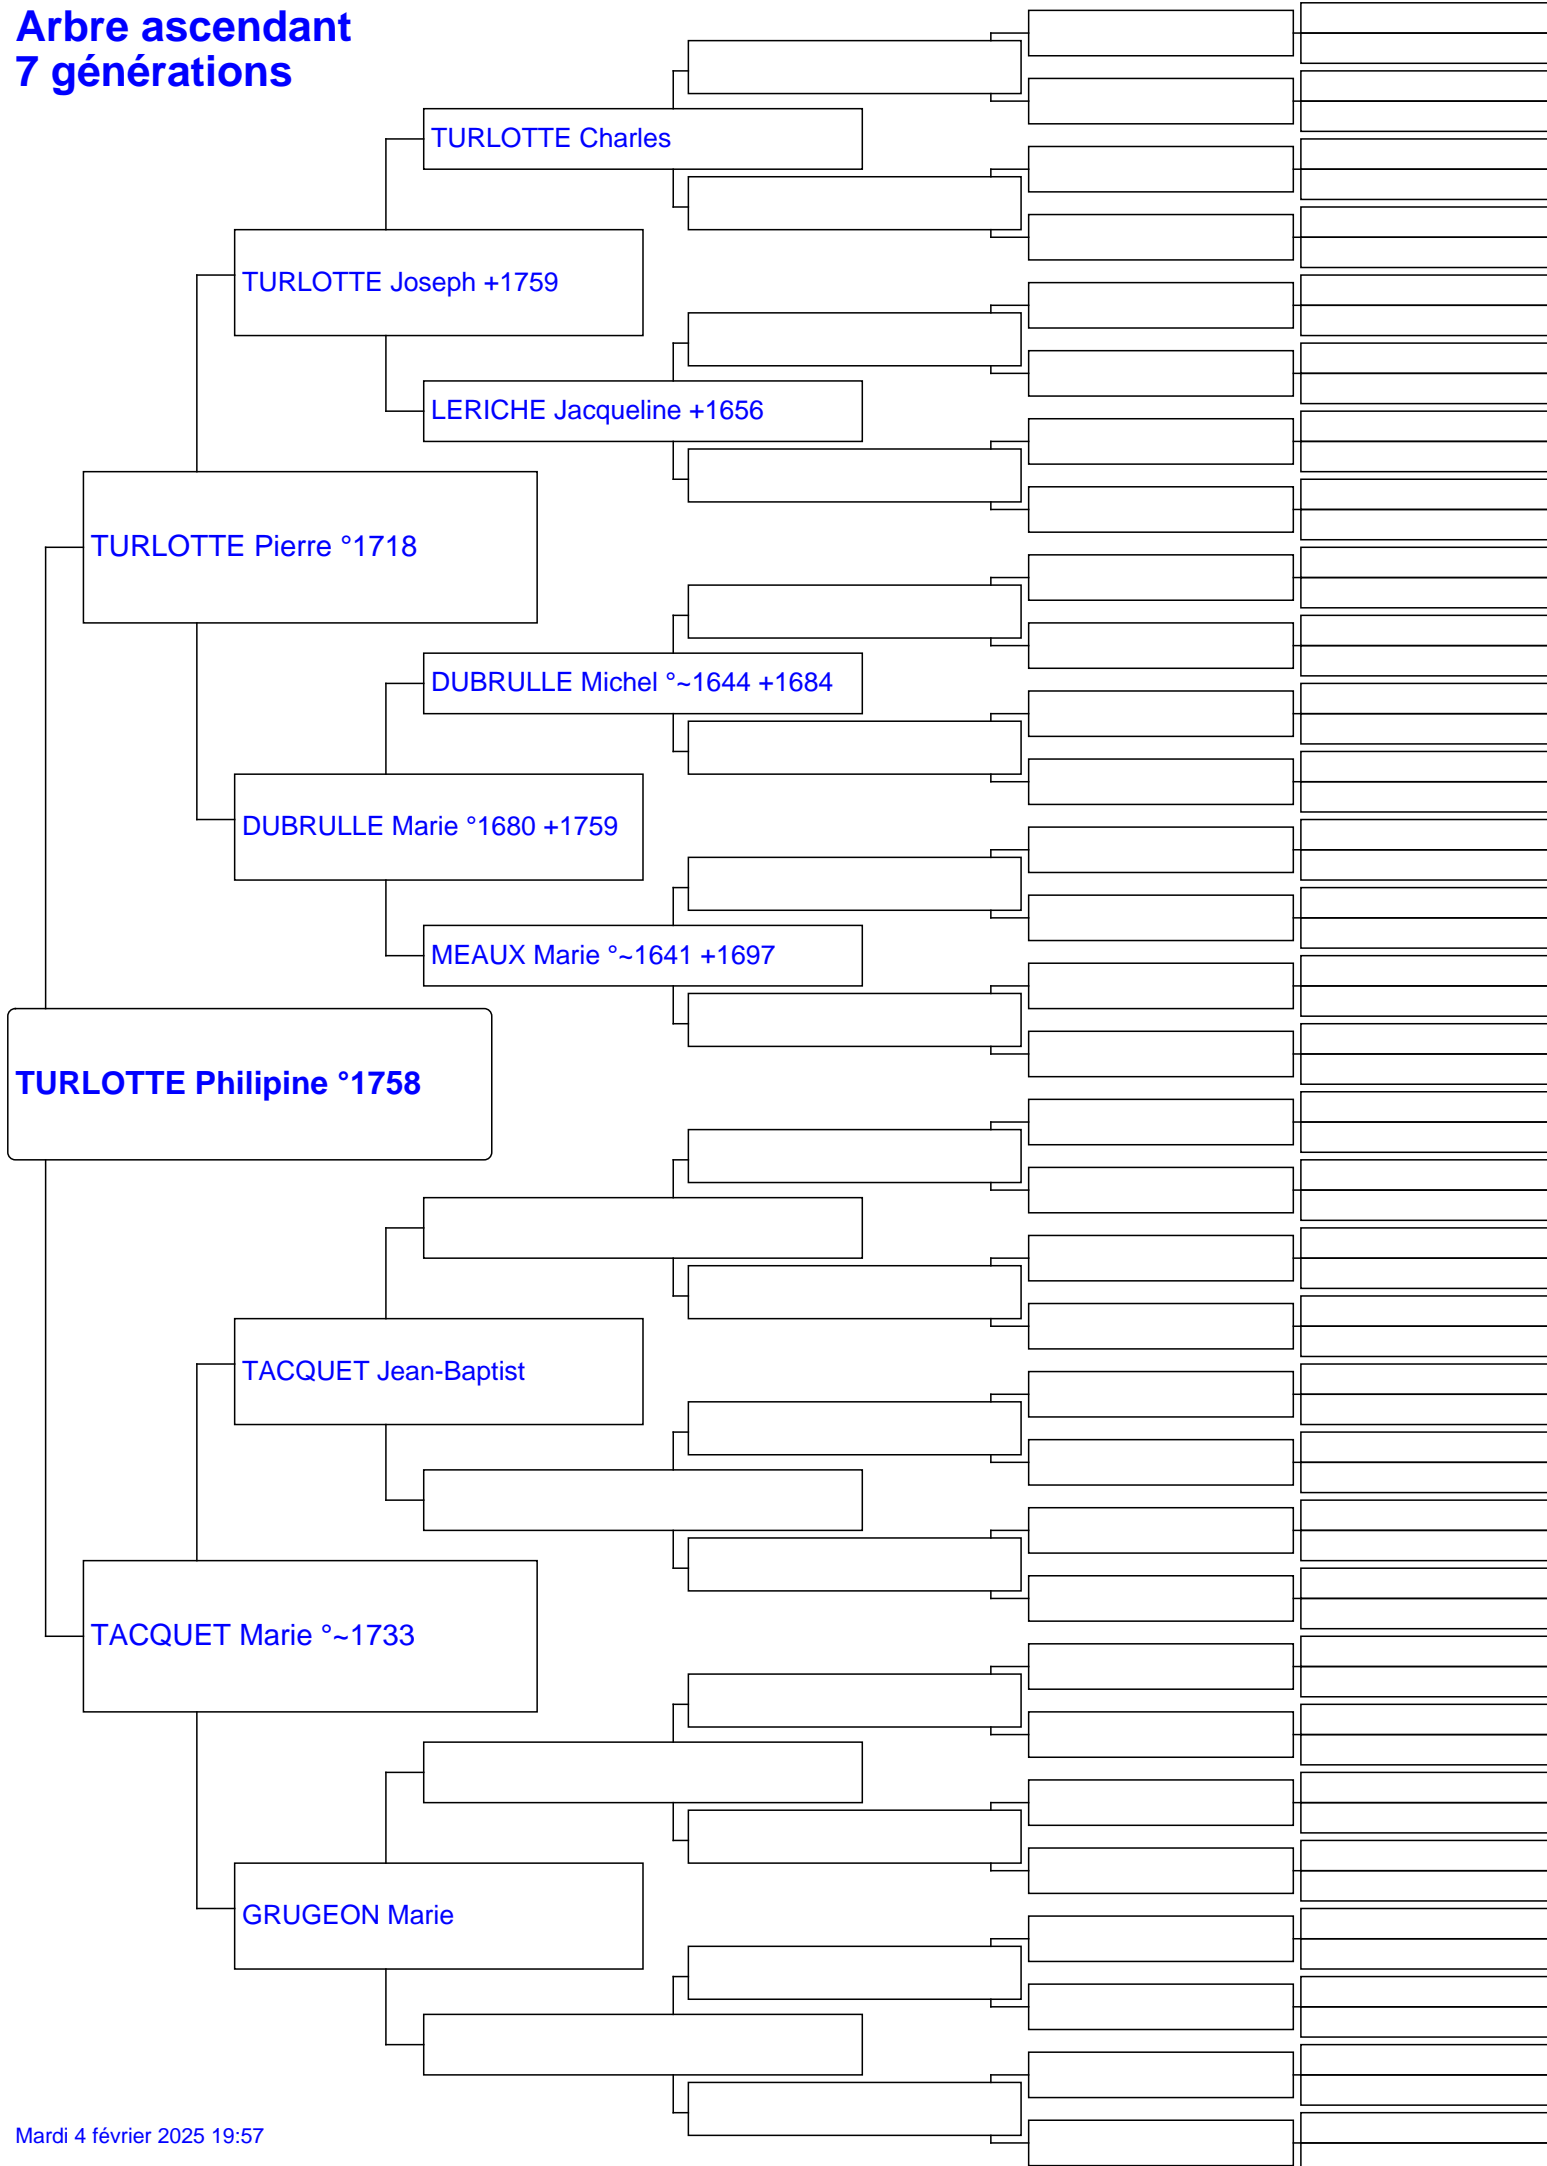 Arbre ascendant
7 générations
TURLOTTE Charles
TURLOTTE Joseph +1759
LERICHE Jacqueline +1656
TURLOTTE Pierre °1718
DUBRULLE Michel °~1644 +1684
DUBRULLE Marie °1680 +1759
MEAUX Marie °~1641 +1697
TURLOTTE Philipine °1758
TACQUET Jean-Baptist
TACQUET Marie °~1733
GRUGEON Marie
Mardi 4 février 2025 19:57